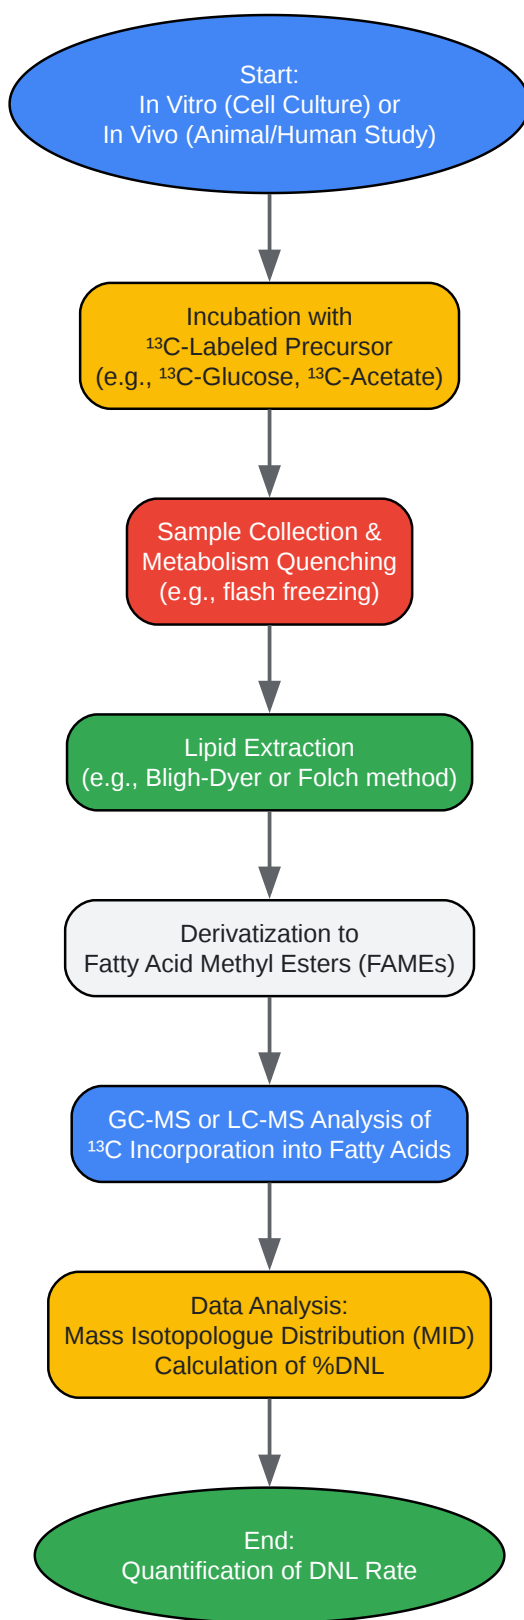 Start:
In Vitro (Cell Culture) or
In Vivo (Animal/Human Study)
Incubation with
¹³C-Labeled Precursor
(e.g., ¹³C-Glucose, ¹³C-Acetate)
Sample Collection &
Metabolism Quenching
(e.g., flash freezing)
Lipid Extraction
(e.g., Bligh-Dyer or Folch method)
Derivatization to
Fatty Acid Methyl Esters (FAMEs)
GC-MS or LC-MS Analysis of
¹³C Incorporation into Fatty Acids
Data Analysis:
Mass Isotopologue Distribution (MID)
Calculation of %DNL
End:
Quantification of DNL Rate